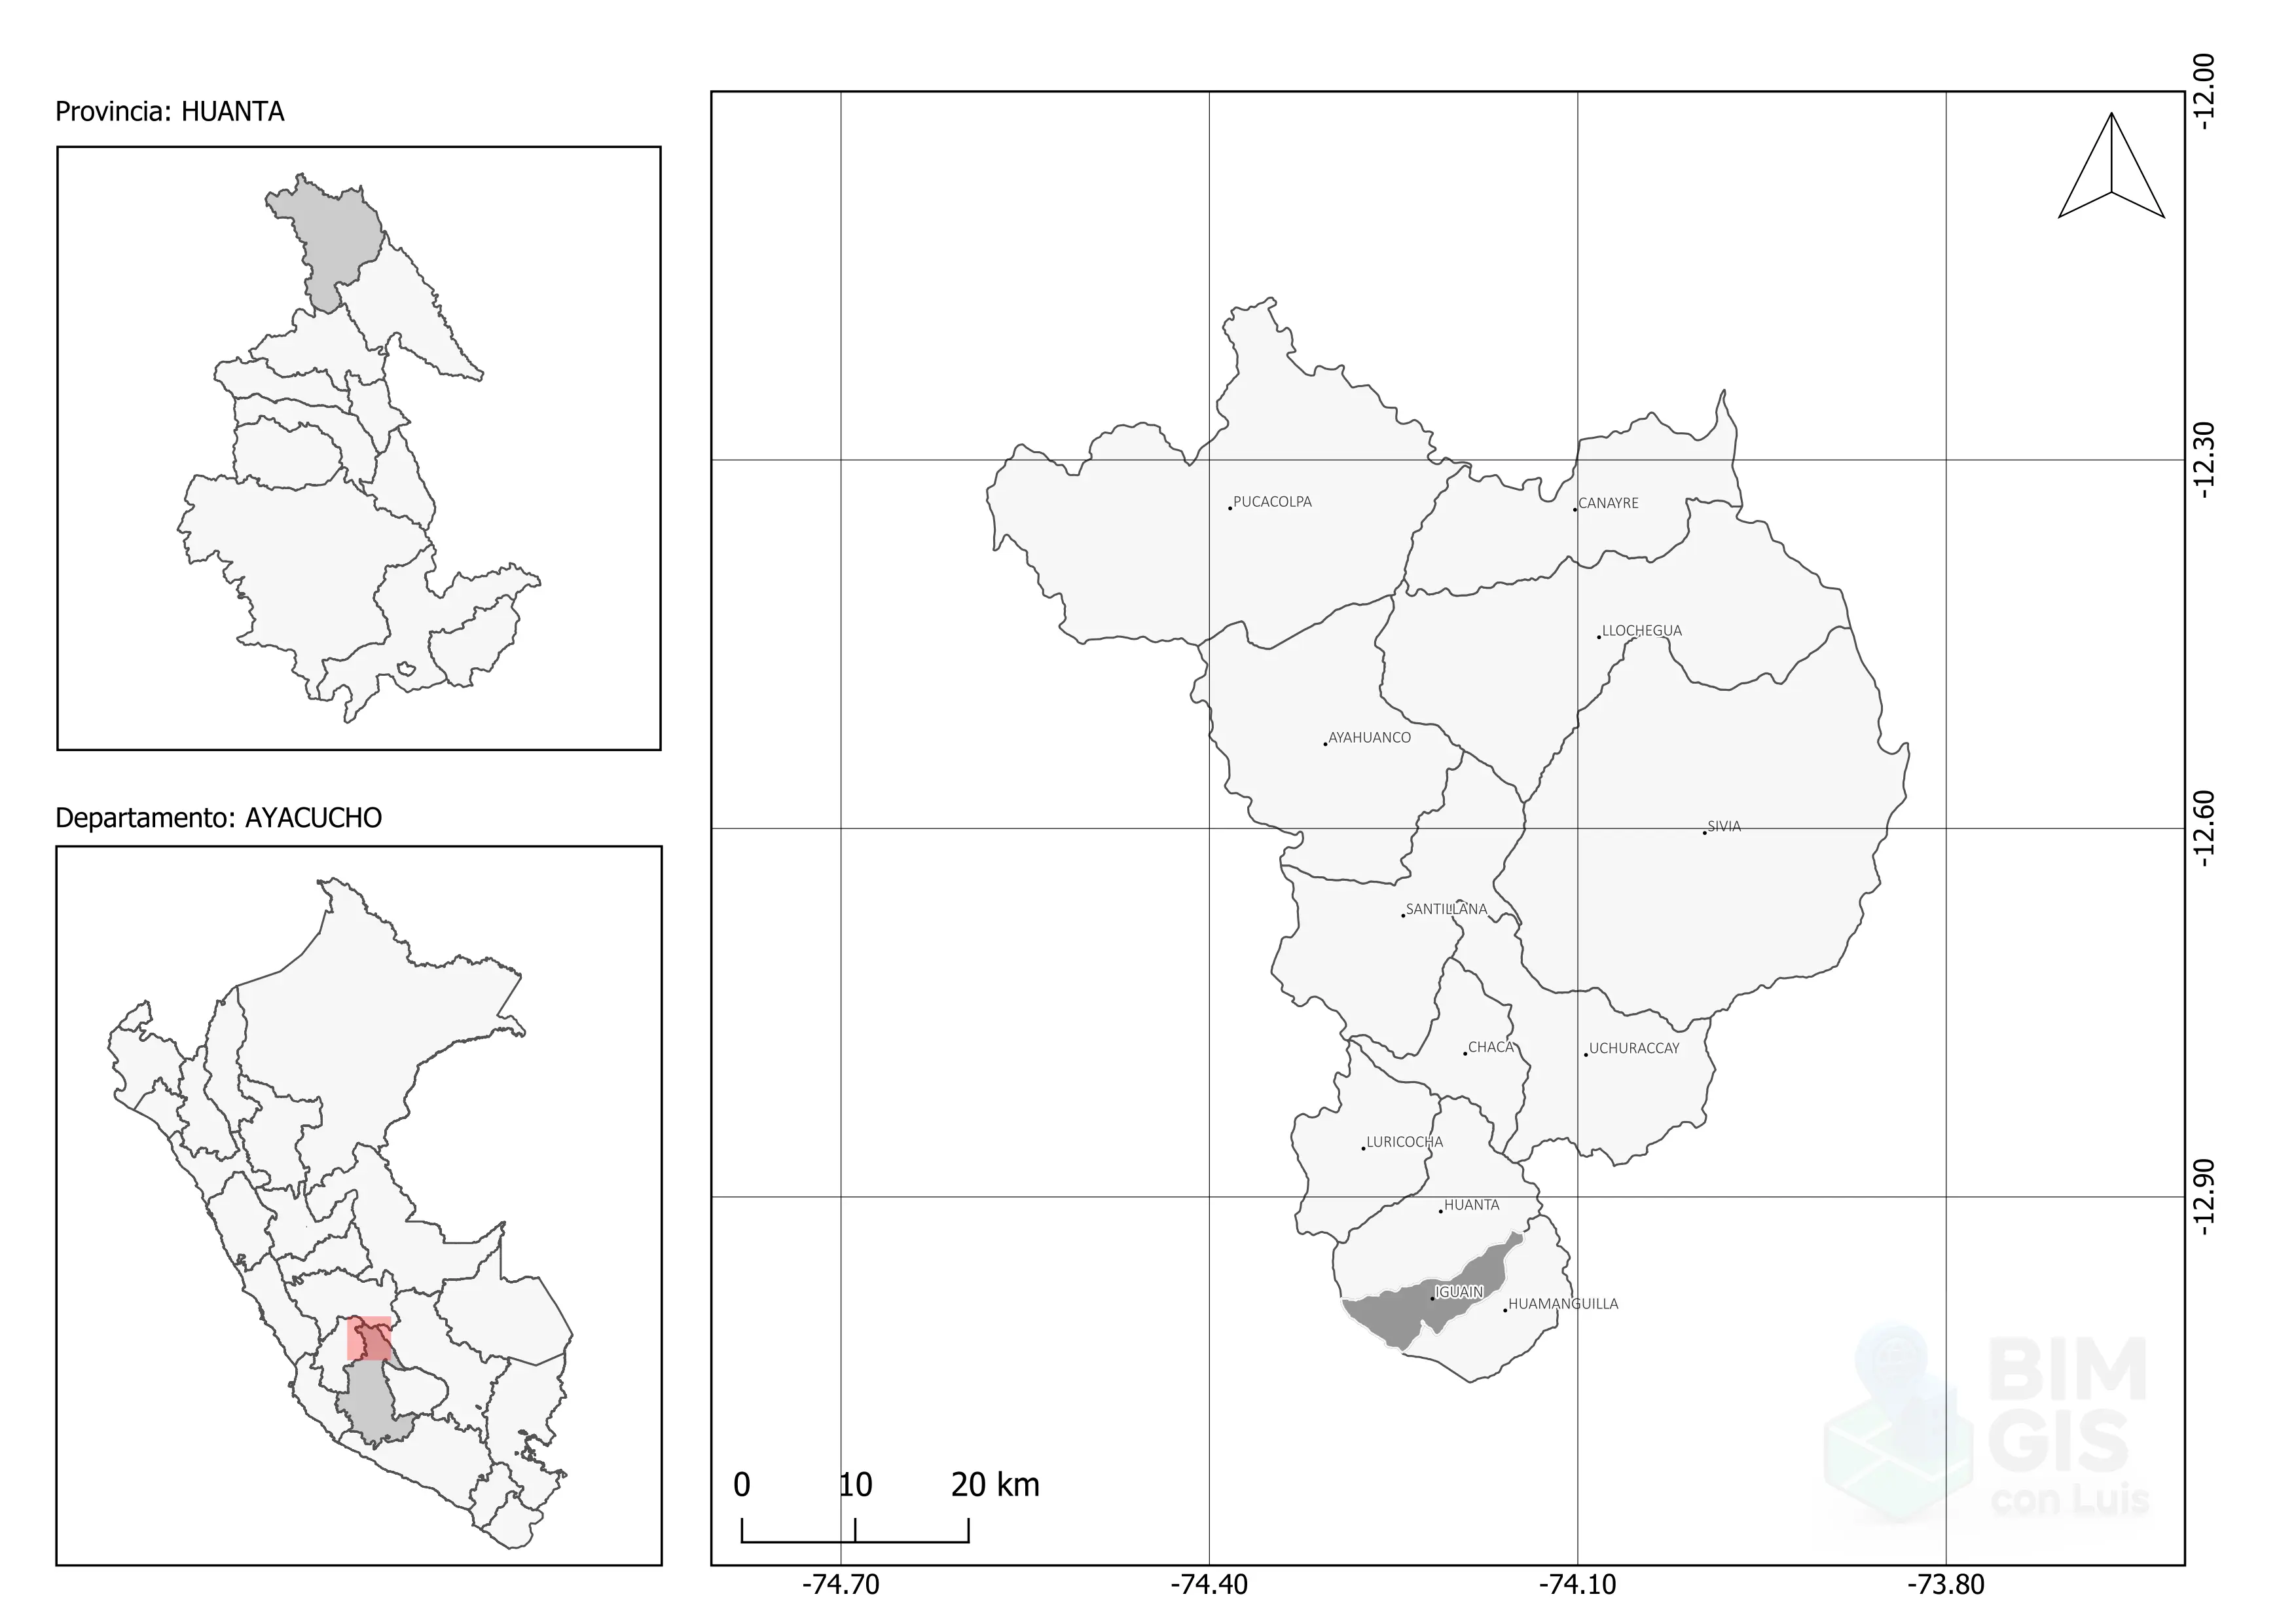 Provincia: HUANTA
Departamento: AYACUCHO
-12.00
-12.30
-12.60
-12.90
PUCACOLPA
CANAYRE
LLOCHEGUA
AYAHUANCO
SIVIA
SANTILLANA
CHACA
UCHURACCAY
LURICOCHA
HUANTA
IGUAIN
HUAMANGUILLA
BIM
GIS
con Luis
0 10 20 km
-74.70 -74.40 -74.10 -73.80